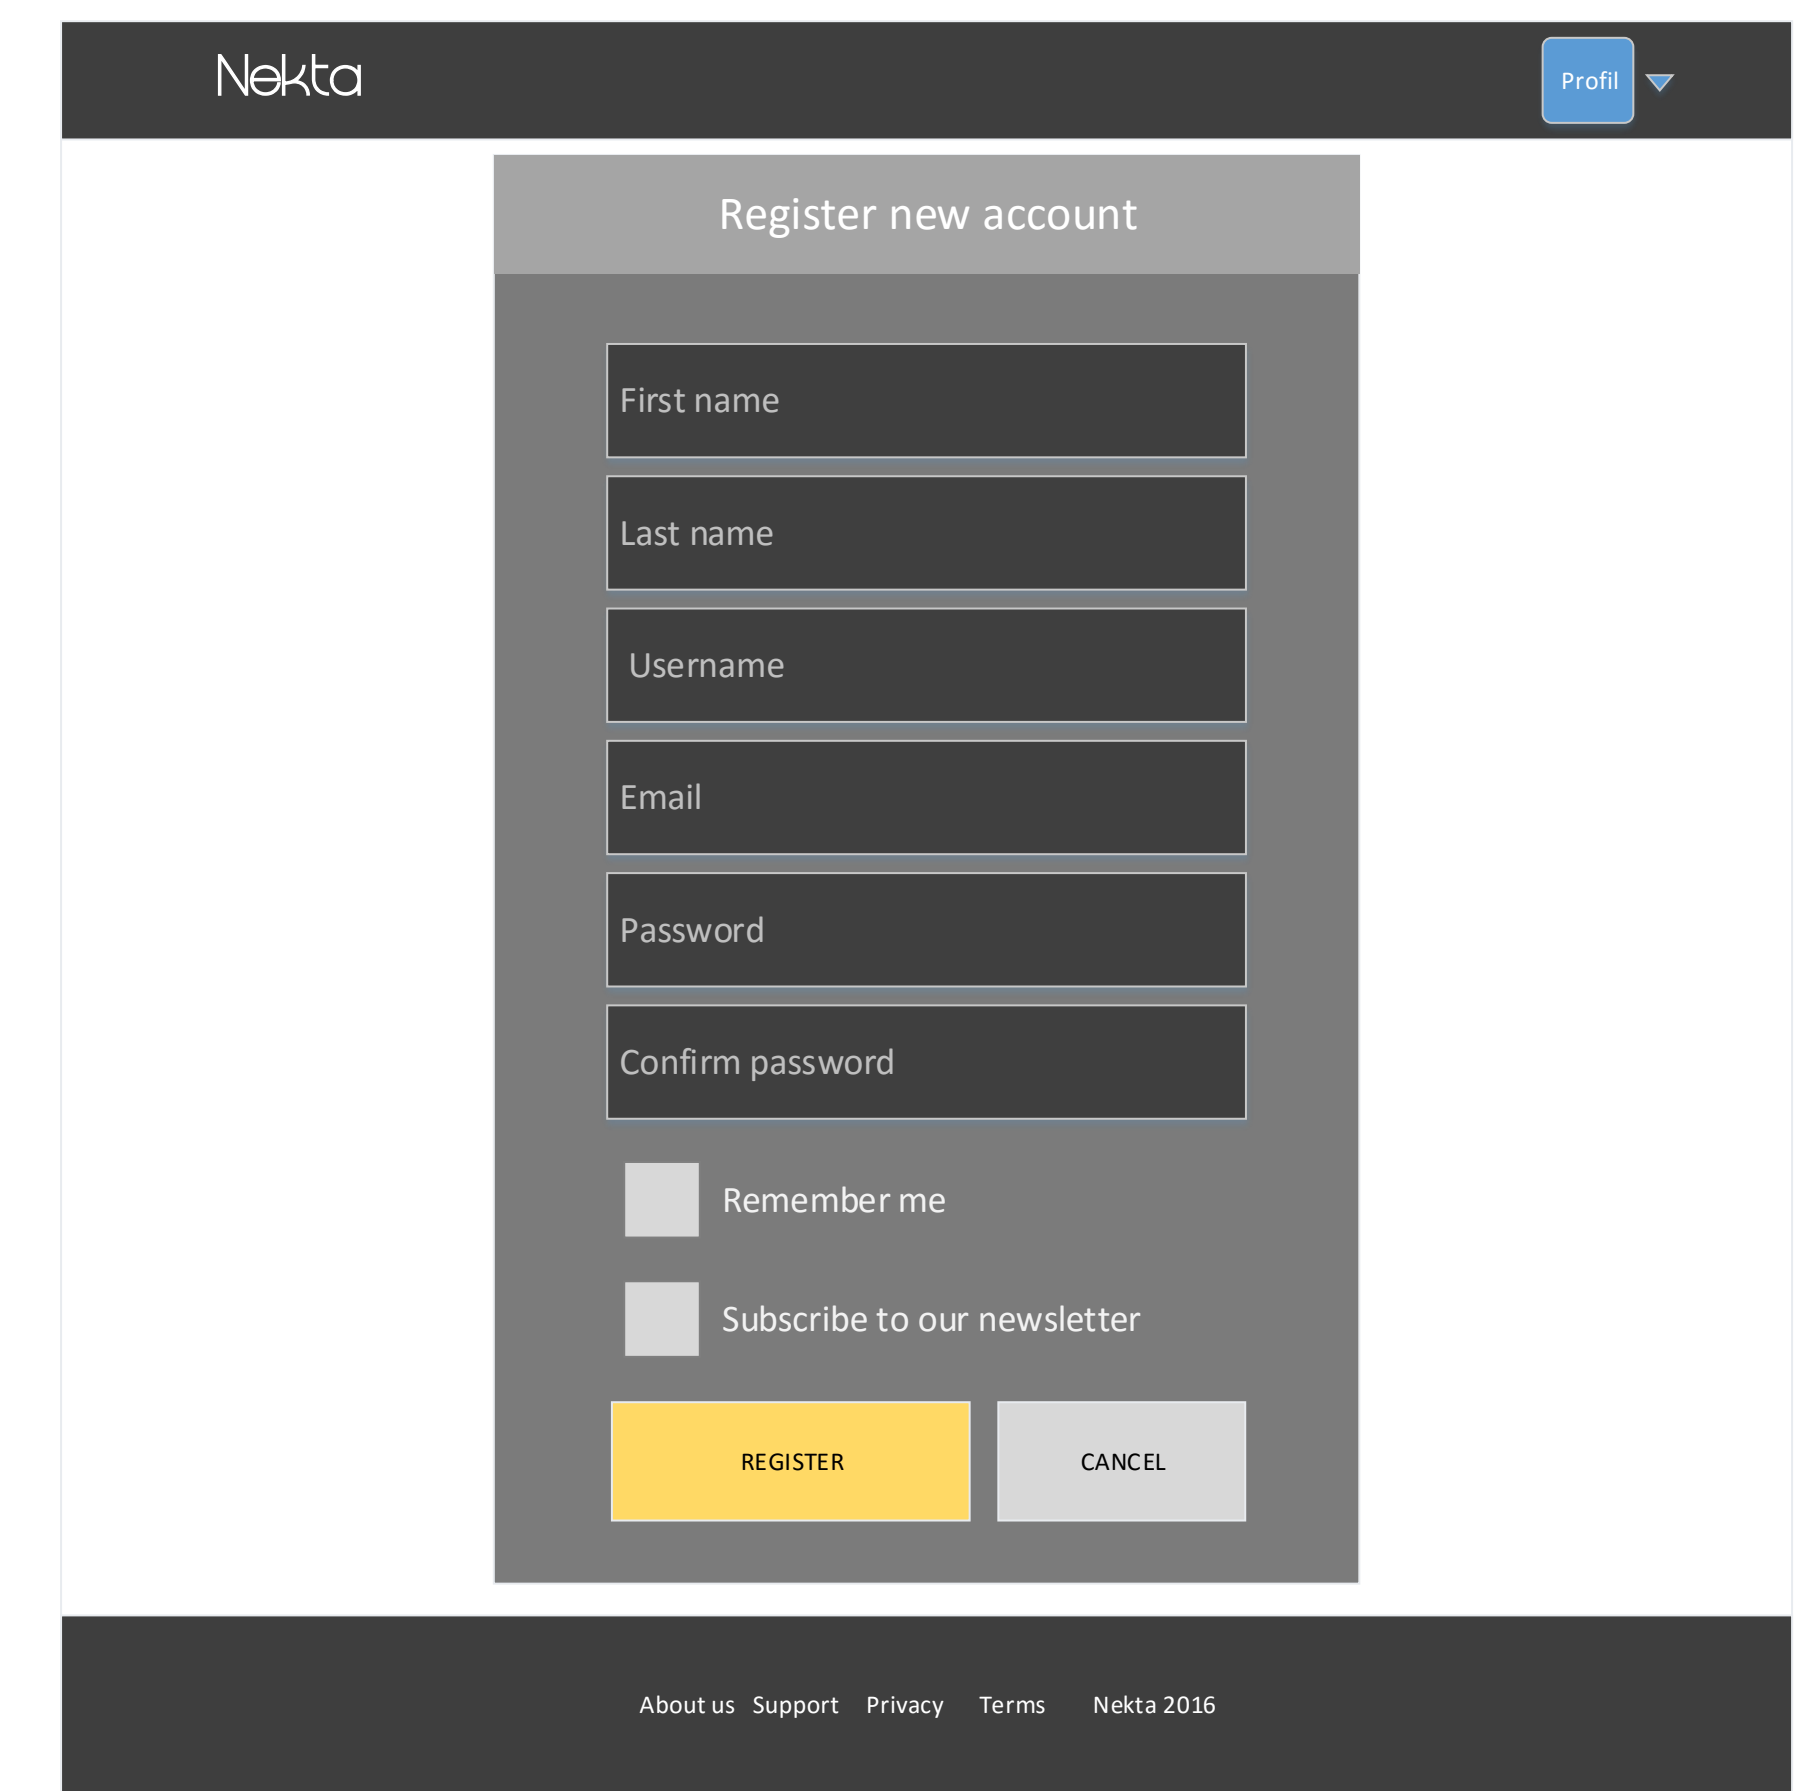 Nekta
Profil
Register new account
First name
Last name
Username
Email
Password
Confirm password
Remember me
Subscribe to our newsletter
REGISTER CANCEL
About us Support Privacy Terms Nekta 2016